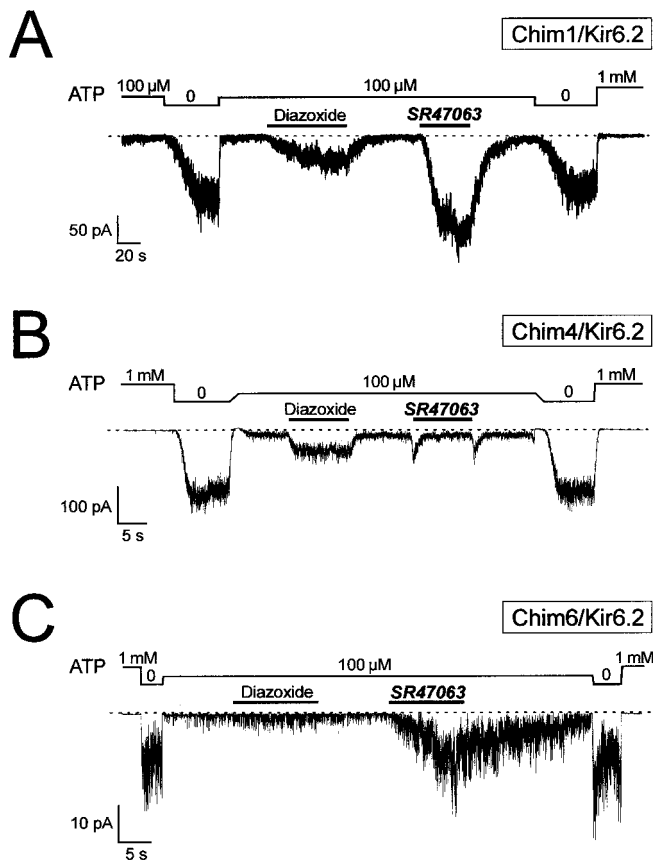 A
Chim1/Kir6.2
ATP 100 µM 0 100 µM 0 1 mM
Diazoxide SR47063
50 pA
20 s
B
Chim4/Kir6.2
ATP 1 mM 0 100 µM 0 1 mM
Diazoxide SR47063
100 pA
5 s
C
Chim6/Kir6.2
ATP 1 mM 0 100 µM 0 1 mM
Diazoxide SR47063
10 pA
5 s